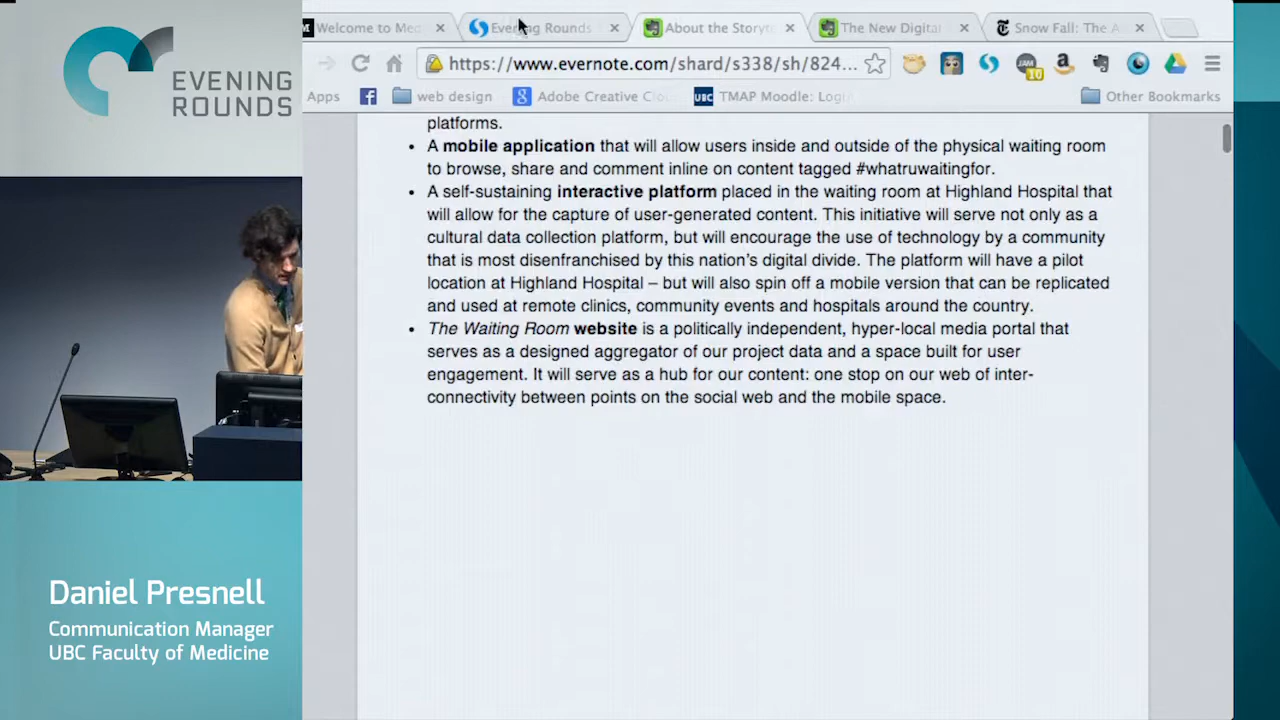 EVENING
ROUNDS
Welcome to Med
Evening Rounds
About the Storyt
The New Digital
Snow Fall: The A
https://www.evernote.com/shard/s338/sh/824...
10
Apps
web design
Adobe Creative Clou
UBC
TMAP Moodle: Login
Other Bookmarks
platforms.
• A mobile application that will allow users inside and outside of the physical waiting room
to browse, share and comment inline on content tagged #whatruwaitingfor.
• A self-sustaining interactive platform placed in the waiting room at Highland Hospital that
will allow for the capture of user-generated content. This initiative will serve not only as a
cultural data collection platform, but will encourage the use of technology by a community
that is most disenfranchised by this nation's digital divide. The platform will have a pilot
location at Highland Hospital – but will also spin off a mobile version that can be replicated
and used at remote clinics, community events and hospitals around the country.
• The Waiting Room website is a politically independent, hyper-local media portal that
serves as a designed aggregator of our project data and a space built for user
engagement. It will serve as a hub for our content: one stop on our web of inter-
connectivity between points on the social web and the mobile space.
Daniel Presnell
Communication Manager
UBC Faculty of Medicine